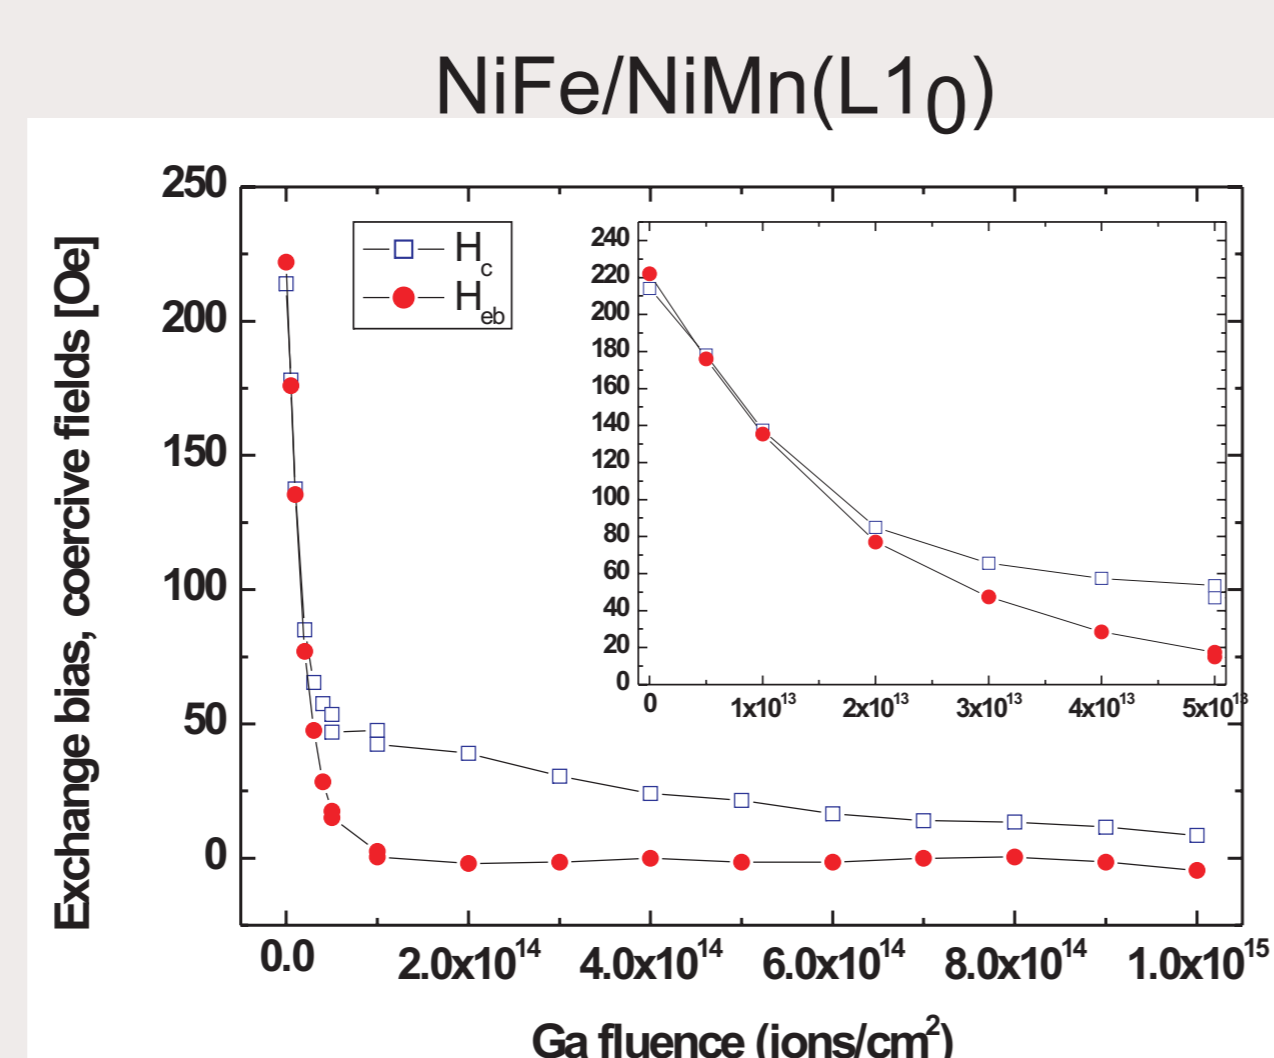 NiFe/NiMn(L1₀)
Exchange bias, coercive fields [Oe]
250
200
150
100
50
0
H_c
H_eb
240
220
200
180
160
140
120
100
80
60
40
20
0
0 1x10¹³ 2x10¹³ 3x10¹³ 4x10¹³ 5x10¹³
0.0 2.0x10¹⁴ 4.0x10¹⁴ 6.0x10¹⁴ 8.0x10¹⁴ 1.0x10¹⁵
Ga fluence (ions/cm²)